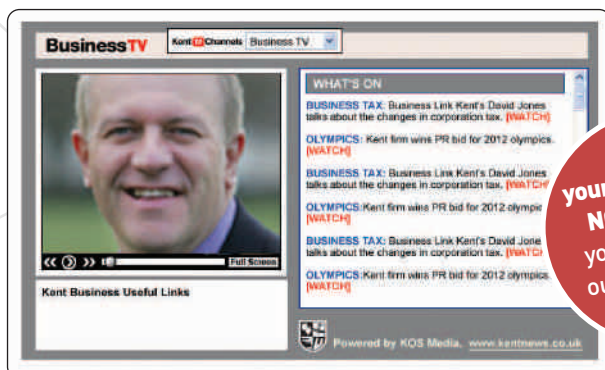 BusinessTV
Kent TV Channels Business TV
WHAT'S ON
BUSINESS TAX: Business Link Kent's David Jones
talks about the changes in corporation tax. [WATCH]
OLYMPICS: Kent firm wins PR bid for 2012 olympics.
[WATCH]
BUSINESS TAX: Business Link Kent's David Jones
talks about the changes in corporation tax. [WATCH
OLYMPICS: Kent firm wins PR bid for 2012 olympic
[WATCH]
BUSINESS TAX: Business Link Kent's David Jone
talks about the changes in corporation tax. [WATC
OLYMPICS: Kent firm wins PR bid for 2012 olympics
[WATCH]
Full Screen
Kent Business Useful Links
Powered by KOS Media. www.kentnews.co.uk
your
N
yo
ou